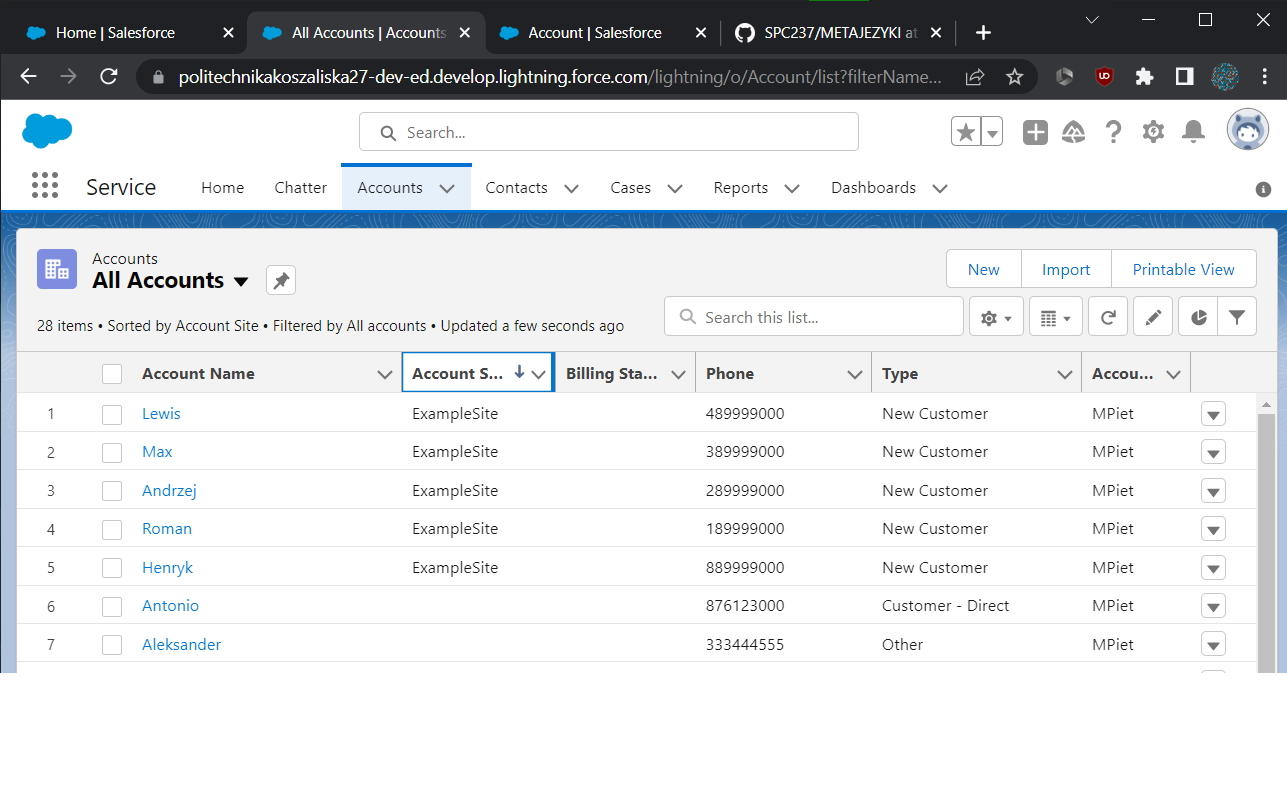 Home | Salesforce
All Accounts | Accounts
Account | Salesforce
SPC237/METAJEZYKI at
politechnikakoszaliska27-dev-ed.develop.lightning.force.com/lightning/o/Account/list?filterName...
Search...
Service Home Chatter Accounts Contacts Cases Reports Dashboards
Accounts
All Accounts
New Import Printable View
28 items • Sorted by Account Site • Filtered by All accounts • Updated a few seconds ago
Search this list...
Account Name Account S... Billing Sta... Phone Type Accou...
1 Lewis ExampleSite 489999000 New Customer MPiet
2 Max ExampleSite 389999000 New Customer MPiet
3 Andrzej ExampleSite 289999000 New Customer MPiet
4 Roman ExampleSite 189999000 New Customer MPiet
5 Henryk ExampleSite 889999000 New Customer MPiet
6 Antonio 876123000 Customer - Direct MPiet
7 Aleksander 333444555 Other MPiet